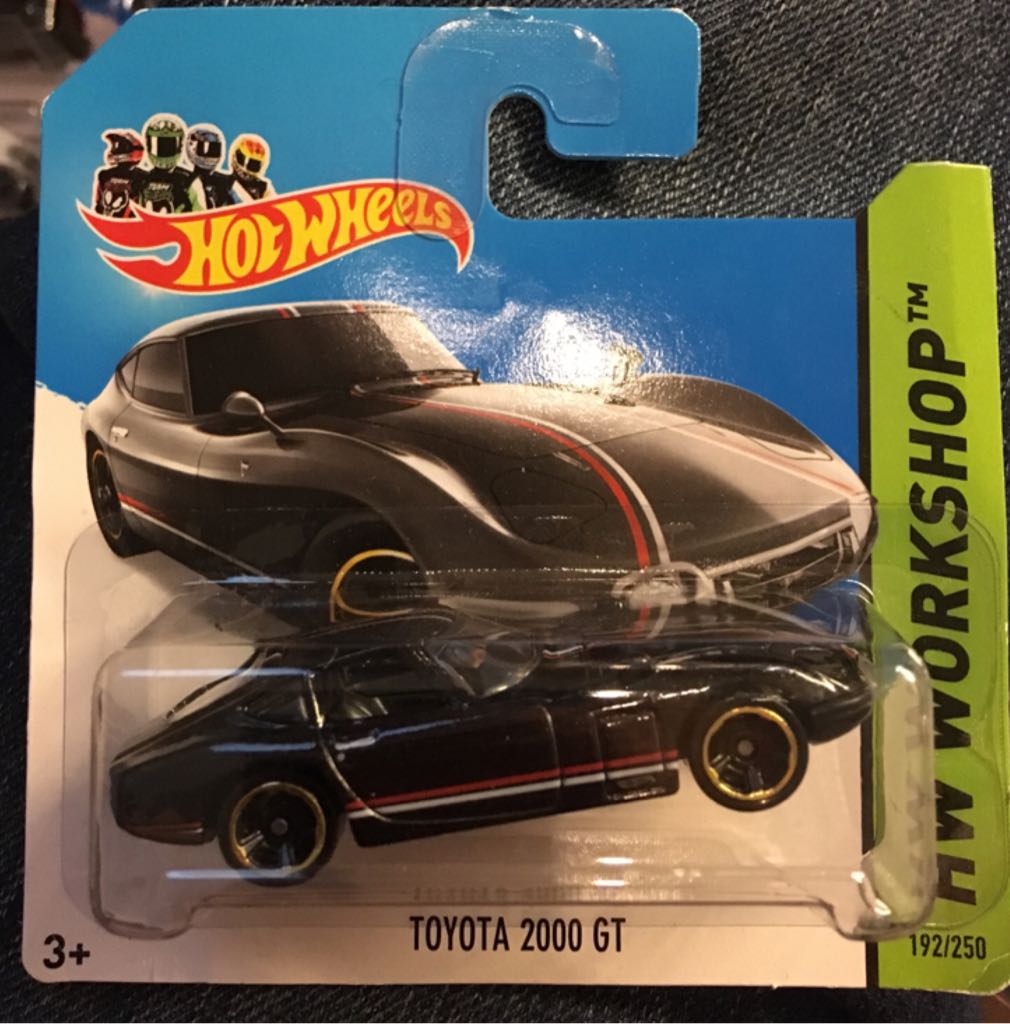 HOT WHEELS
HW WORKSHOP™
TOYOTA 2000 GT
3+
192/250